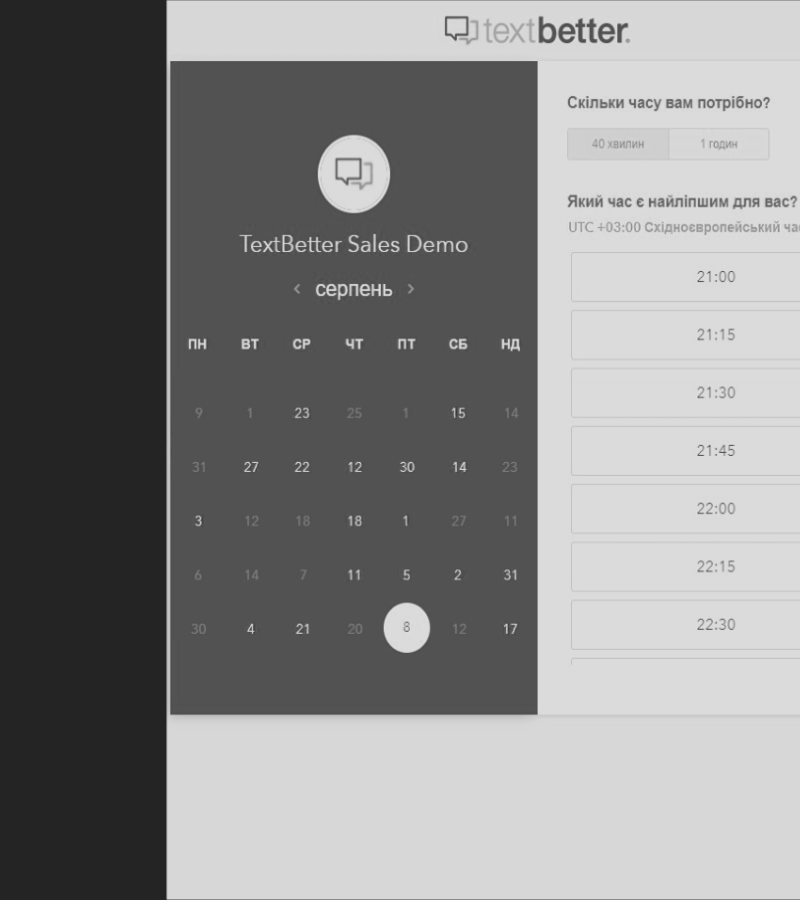 textbetter.
TextBetter Sales Demo
‹ серпень ›
ПН ВТ СР ЧТ ПТ СБ НД
9 1 23 25 1 15 14
31 27 22 12 30 14 23
3 12 18 18 1 27 11
6 14 7 11 5 2 31
30 4 21 20 8 12 17
Скільки часу вам потрібно?
40 хвилин 1 годин
Який час є найліпшим для вас?
UTC +03:00 Східноєвропейський час
21:00
21:15
21:30
21:45
22:00
22:15
22:30